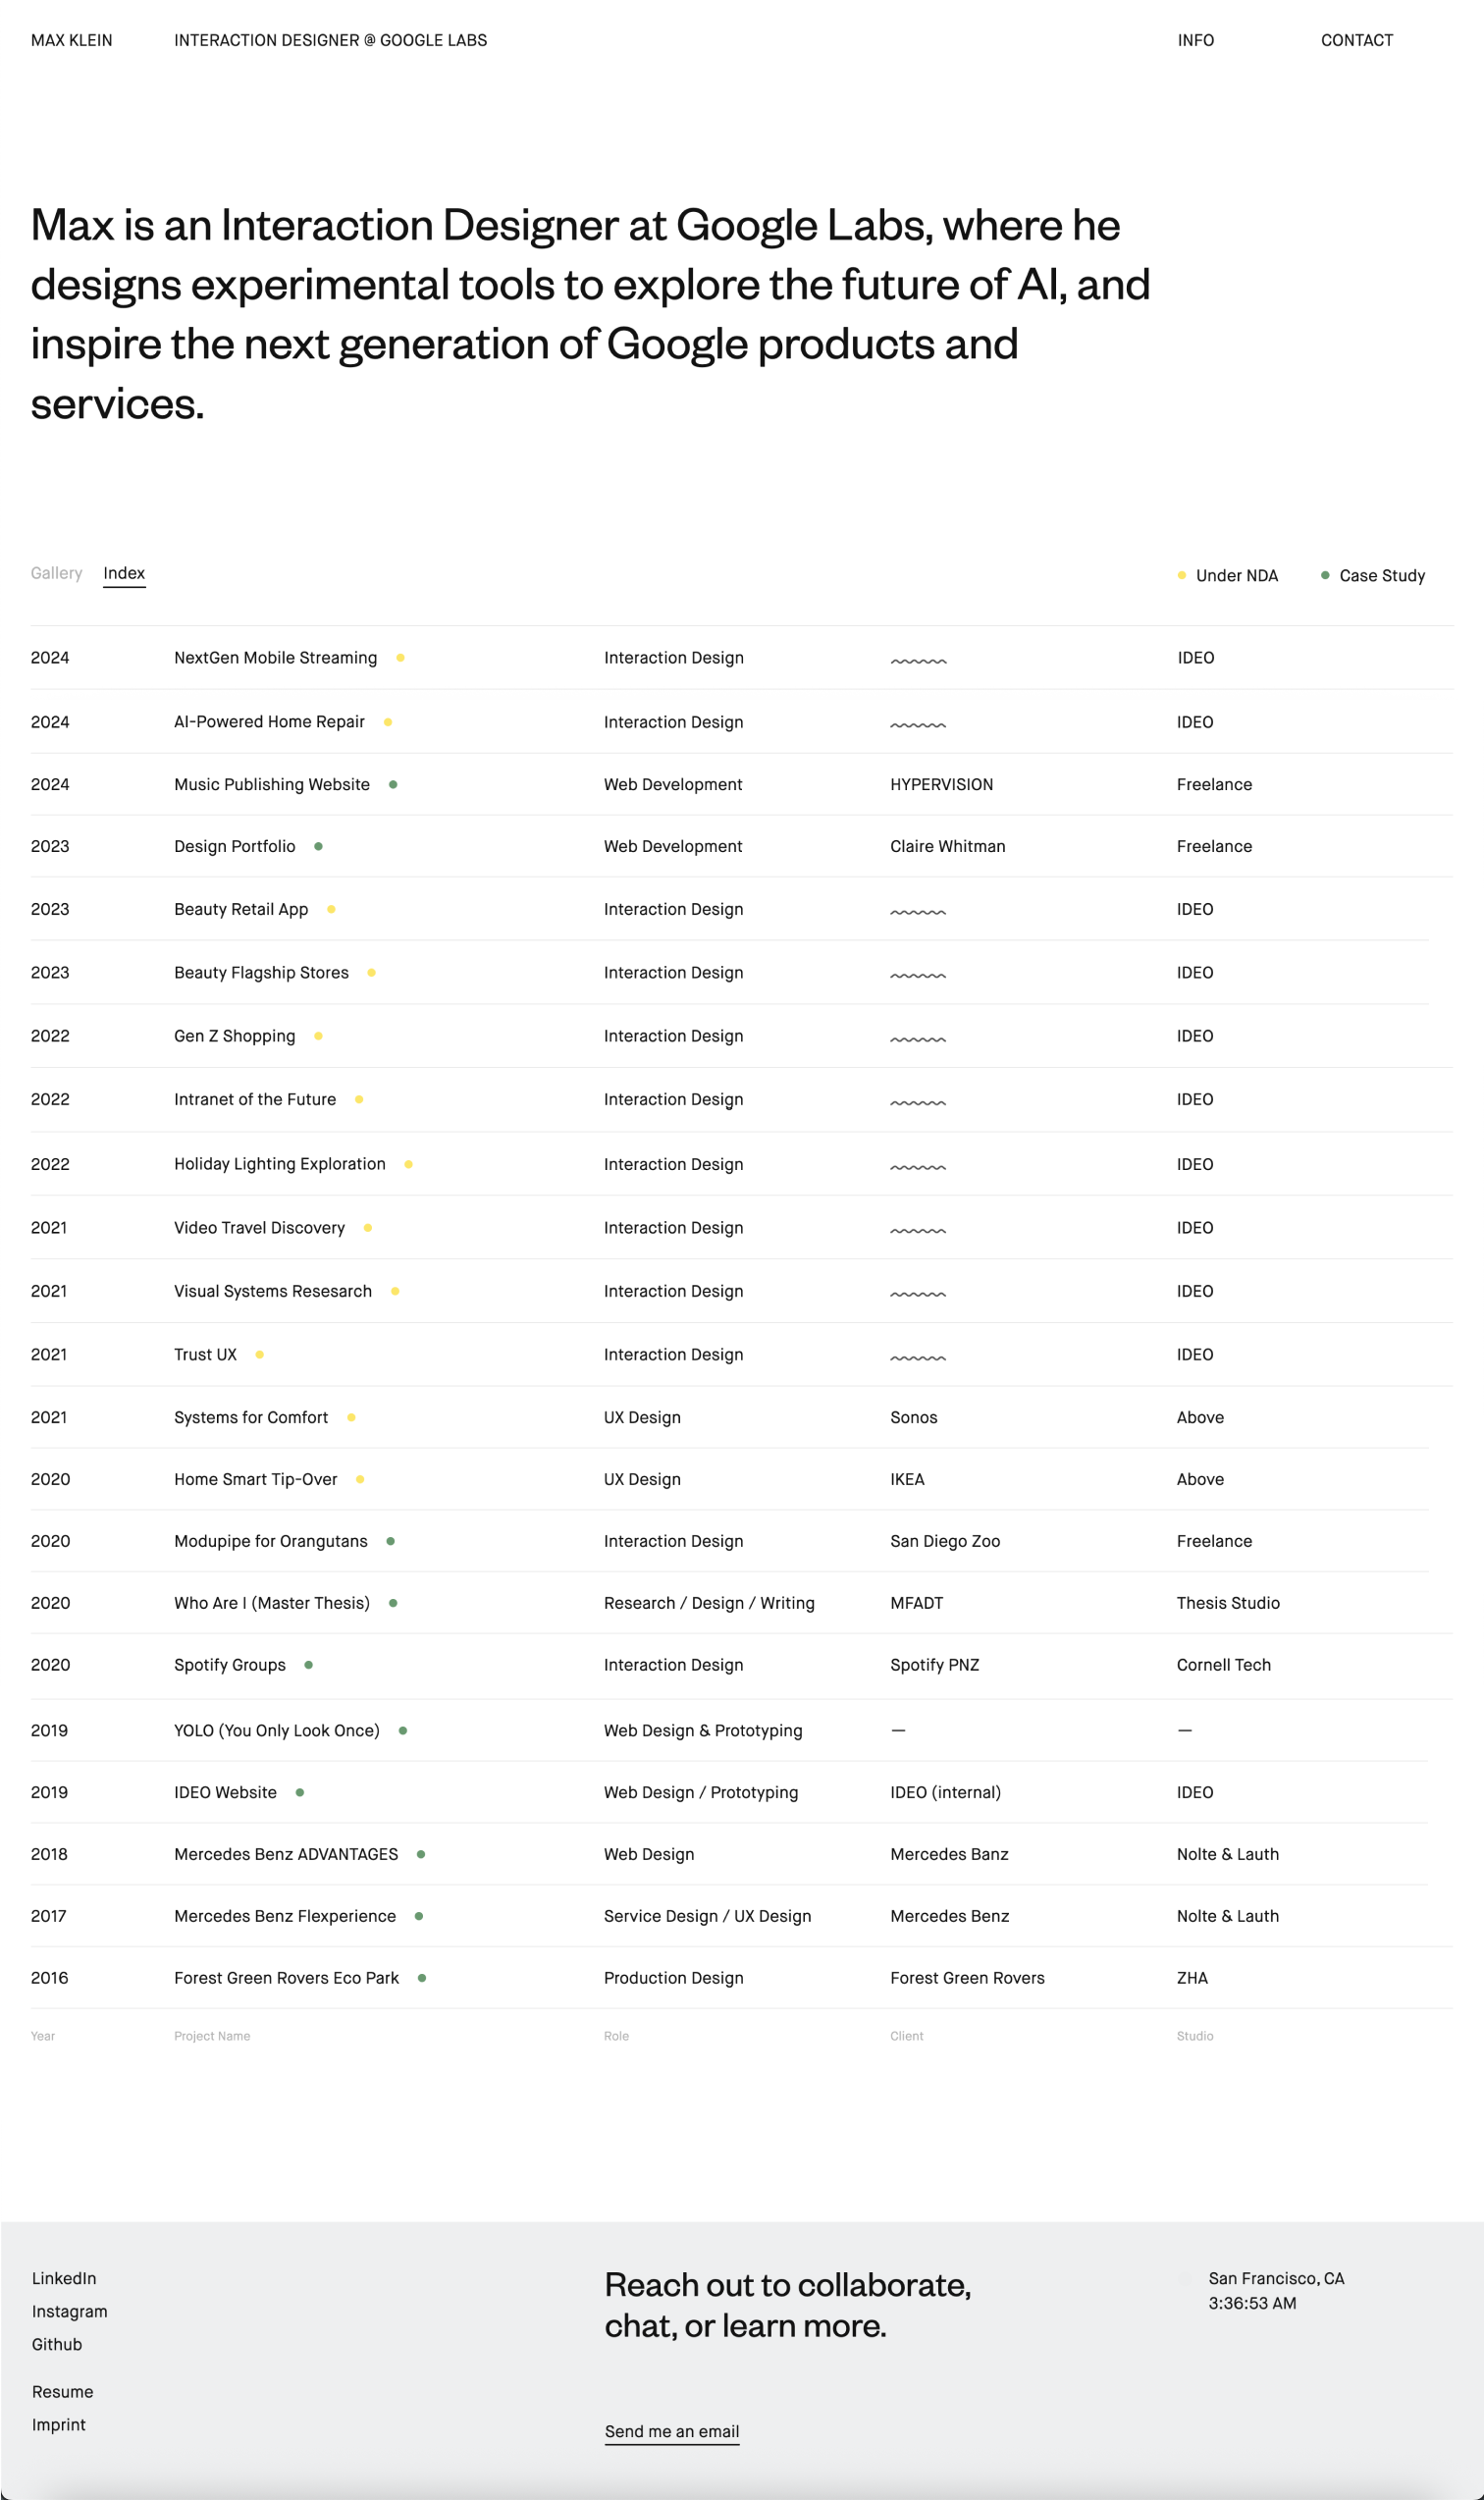 MAX KLEIN INTERACTION DESIGNER @ GOOGLE LABS INFO CONTACT
Max is an Interaction Designer at Google Labs, where he
designs experimental tools to explore the future of AI, and
inspire the next generation of Google products and
services.
Gallery Index Under NDA Case Study
2024 NextGen Mobile Streaming Interaction Design IDEO
2024 AI-Powered Home Repair Interaction Design IDEO
2024 Music Publishing Website Web Development HYPERVISION Freelance
2023 Design Portfolio Web Development Claire Whitman Freelance
2023 Beauty Retail App Interaction Design IDEO
2023 Beauty Flagship Stores Interaction Design IDEO
2022 Gen Z Shopping Interaction Design IDEO
2022 Intranet of the Future Interaction Design IDEO
2022 Holiday Lighting Exploration Interaction Design IDEO
2021 Video Travel Discovery Interaction Design IDEO
2021 Visual Systems Resesarch Interaction Design IDEO
2021 Trust UX Interaction Design IDEO
2021 Systems for Comfort UX Design Sonos Above
2020 Home Smart Tip-Over UX Design IKEA Above
2020 Modupipe for Orangutans Interaction Design San Diego Zoo Freelance
2020 Who Are I (Master Thesis) Research / Design / Writing MFADT Thesis Studio
2020 Spotify Groups Interaction Design Spotify PNZ Cornell Tech
2019 YOLO (You Only Look Once) Web Design & Prototyping — —
2019 IDEO Website Web Design / Prototyping IDEO (internal) IDEO
2018 Mercedes Benz ADVANTAGES Web Design Mercedes Banz Nolte & Lauth
2017 Mercedes Benz Flexperience Service Design / UX Design Mercedes Benz Nolte & Lauth
2016 Forest Green Rovers Eco Park Production Design Forest Green Rovers ZHA
Year Project Name Role Client Studio
LinkedIn
Instagram
Github
Resume
Imprint
Reach out to collaborate,
chat, or learn more.
Send me an email
San Francisco, CA
3:36:53 AM